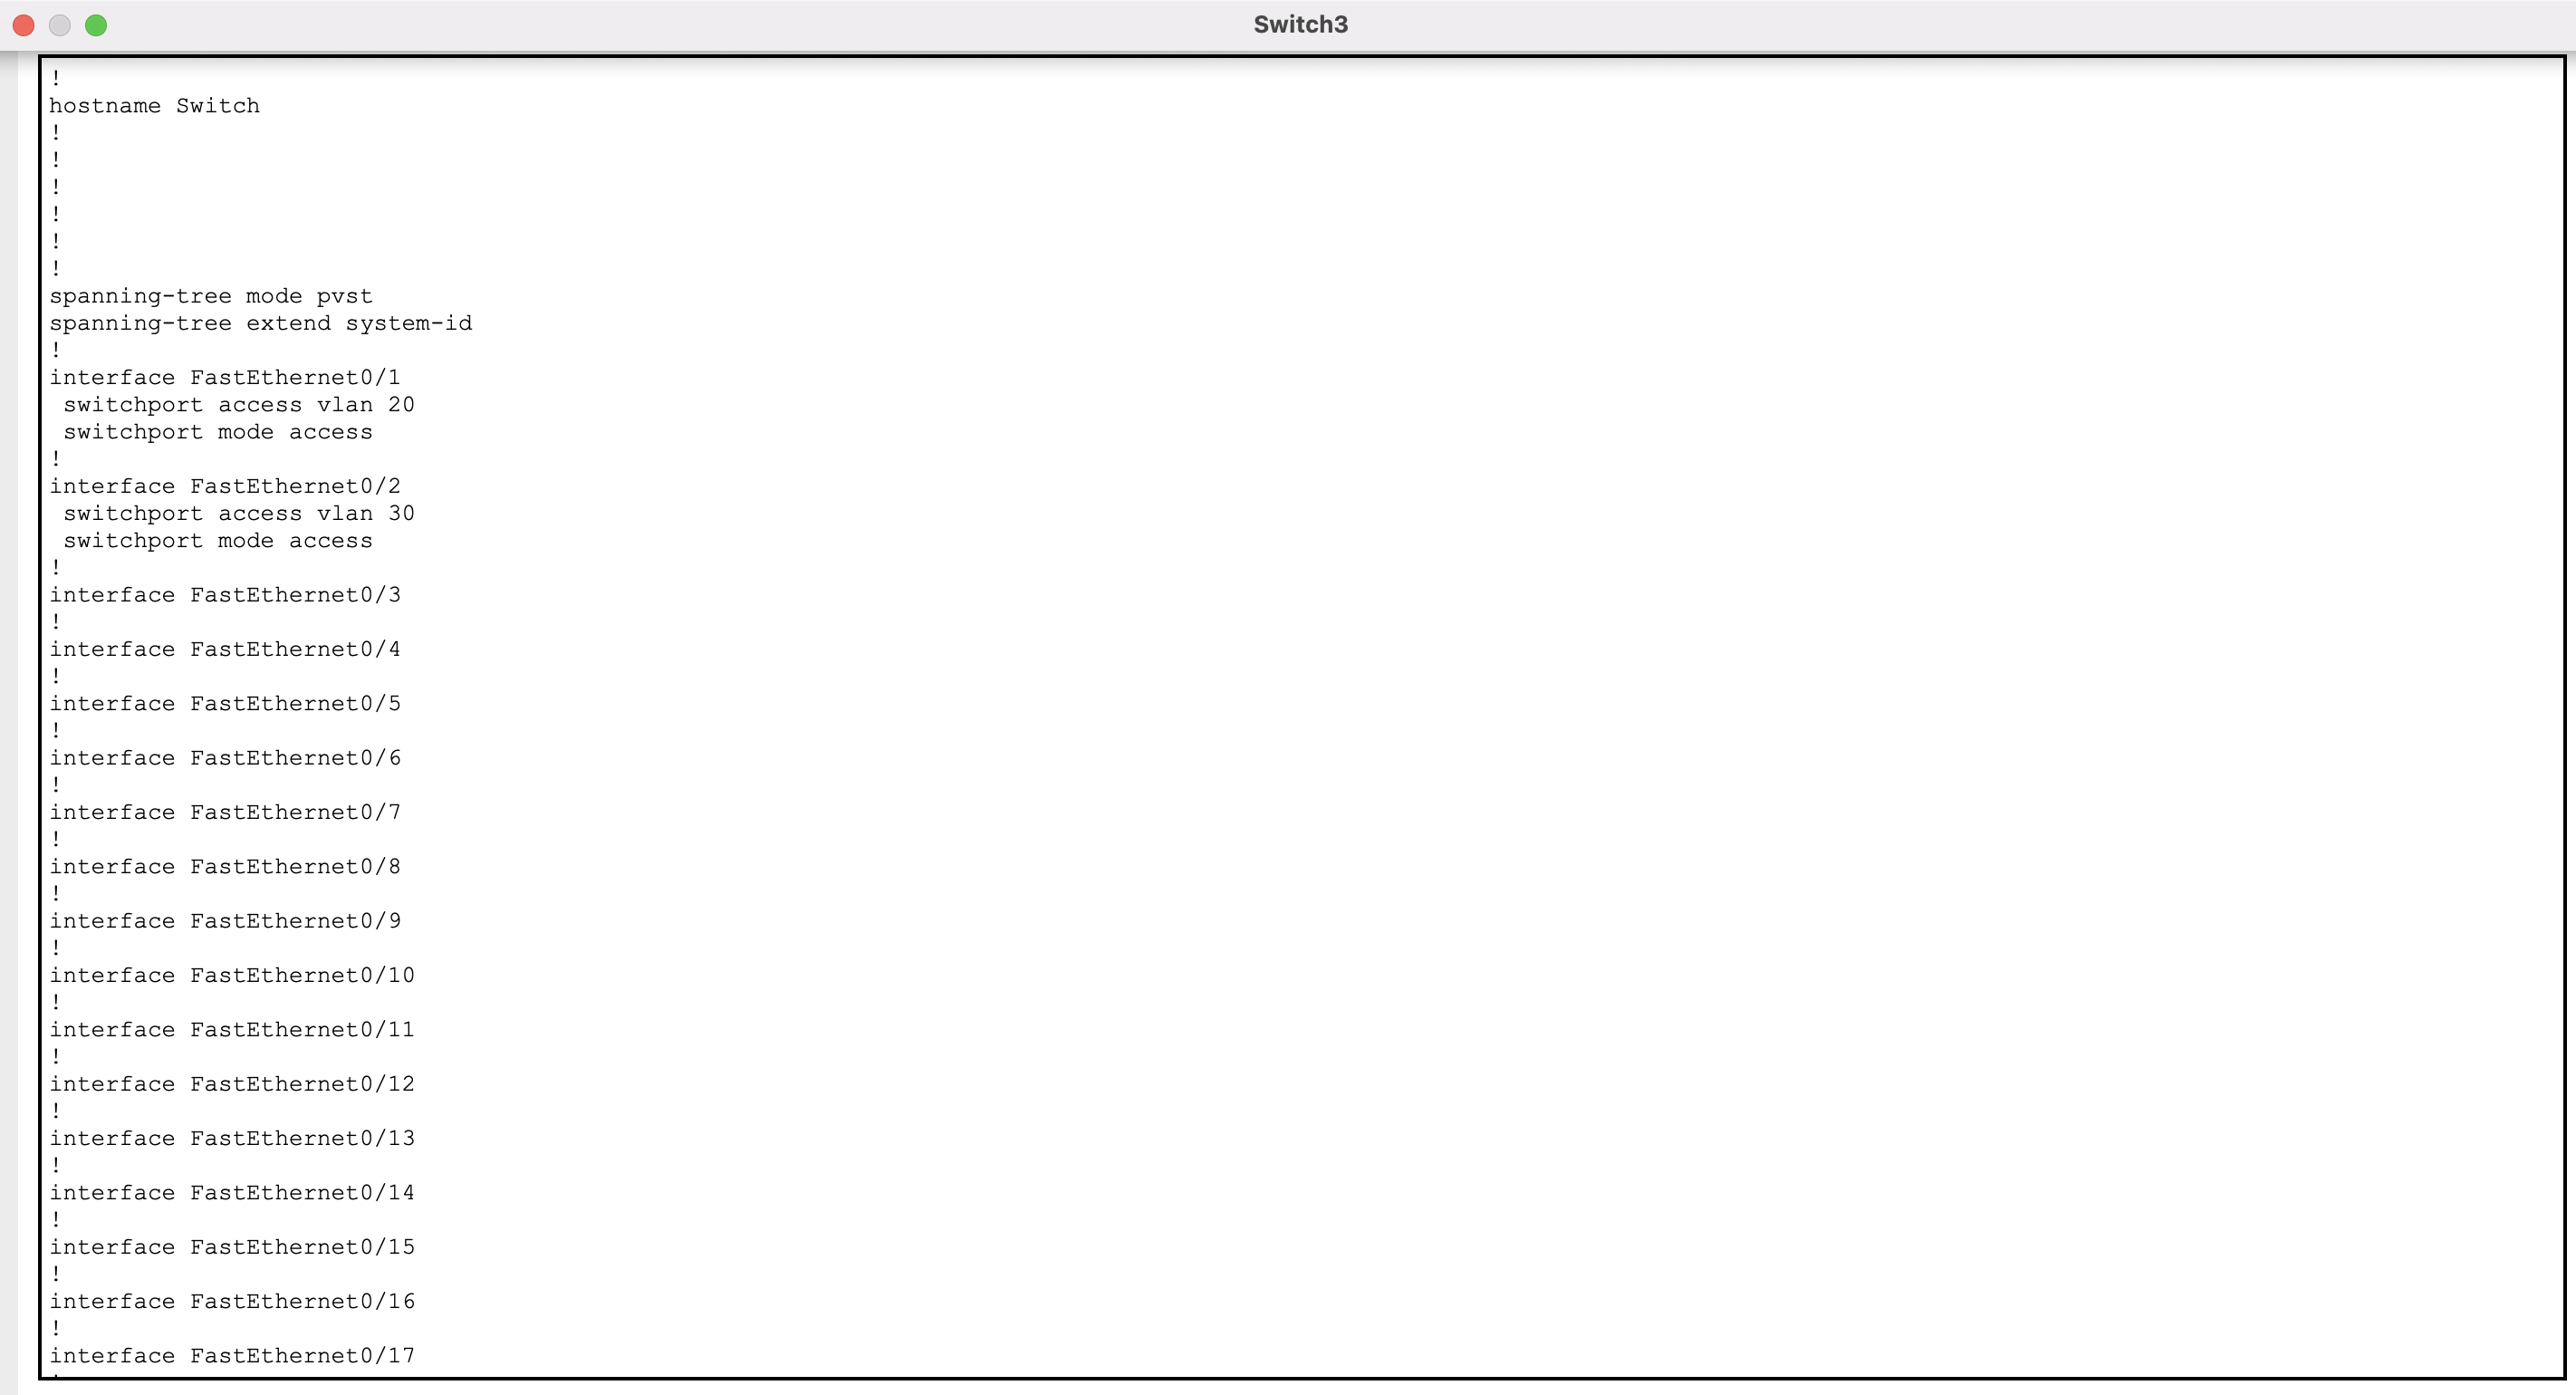 Switch3
!
hostname Switch
!
!
!
!
!
!
spanning-tree mode pvst
spanning-tree extend system-id
!
interface FastEthernet0/1
 switchport access vlan 20
 switchport mode access
!
interface FastEthernet0/2
 switchport access vlan 30
 switchport mode access
!
interface FastEthernet0/3
!
interface FastEthernet0/4
!
interface FastEthernet0/5
!
interface FastEthernet0/6
!
interface FastEthernet0/7
!
interface FastEthernet0/8
!
interface FastEthernet0/9
!
interface FastEthernet0/10
!
interface FastEthernet0/11
!
interface FastEthernet0/12
!
interface FastEthernet0/13
!
interface FastEthernet0/14
!
interface FastEthernet0/15
!
interface FastEthernet0/16
!
interface FastEthernet0/17